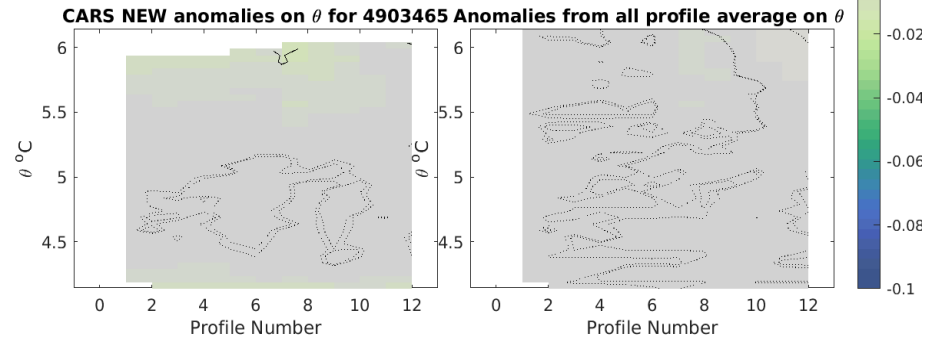 CARS NEW anomalies on θ for 4903465 Anomalies from all profile average on θ
6
5.5
5
4.5
θ °C
0 2 4 6 8 10 12
Profile Number
6
5.5
5
4.5
θ °C
0 2 4 6 8 10 12
Profile Number
-0.02
-0.04
-0.06
-0.08
-0.1